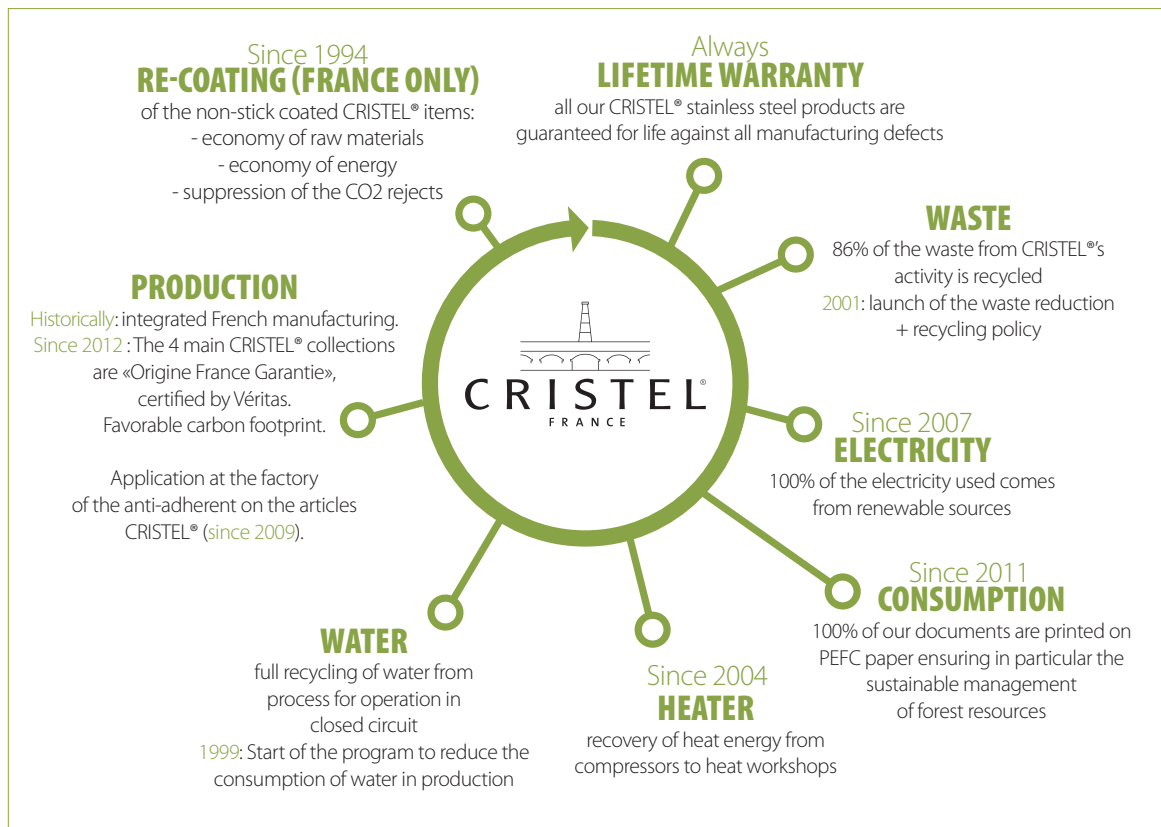 Since 1994
RE-COATING (FRANCE ONLY)
of the non-stick coated CRISTEL® items:
- economy of raw materials
- economy of energy
- suppression of the CO2 rejects
Always
LIFETIME WARRANTY
all our CRISTEL® stainless steel products are
guaranteed for life against all manufacturing defects
WASTE
86% of the waste from CRISTEL®'s
activity is recycled
2001: launch of the waste reduction
+ recycling policy
PRODUCTION
Historically: integrated French manufacturing.
Since 2012 : The 4 main CRISTEL® collections
are «Origine France Garantie»,
certified by Véritas.
Favorable carbon footprint.
Application at the factory
of the anti-adherent on the articles
CRISTEL® (since 2009).
CRISTEL®
FRANCE
Since 2007
ELECTRICITY
100% of the electricity used comes
from renewable sources
Since 2011
CONSUMPTION
100% of our documents are printed on
PEFC paper ensuring in particular the
sustainable management
of forest resources
WATER
full recycling of water from
process for operation in
closed circuit
1999: Start of the program to reduce the
consumption of water in production
Since 2004
HEATER
recovery of heat energy from
compressors to heat workshops